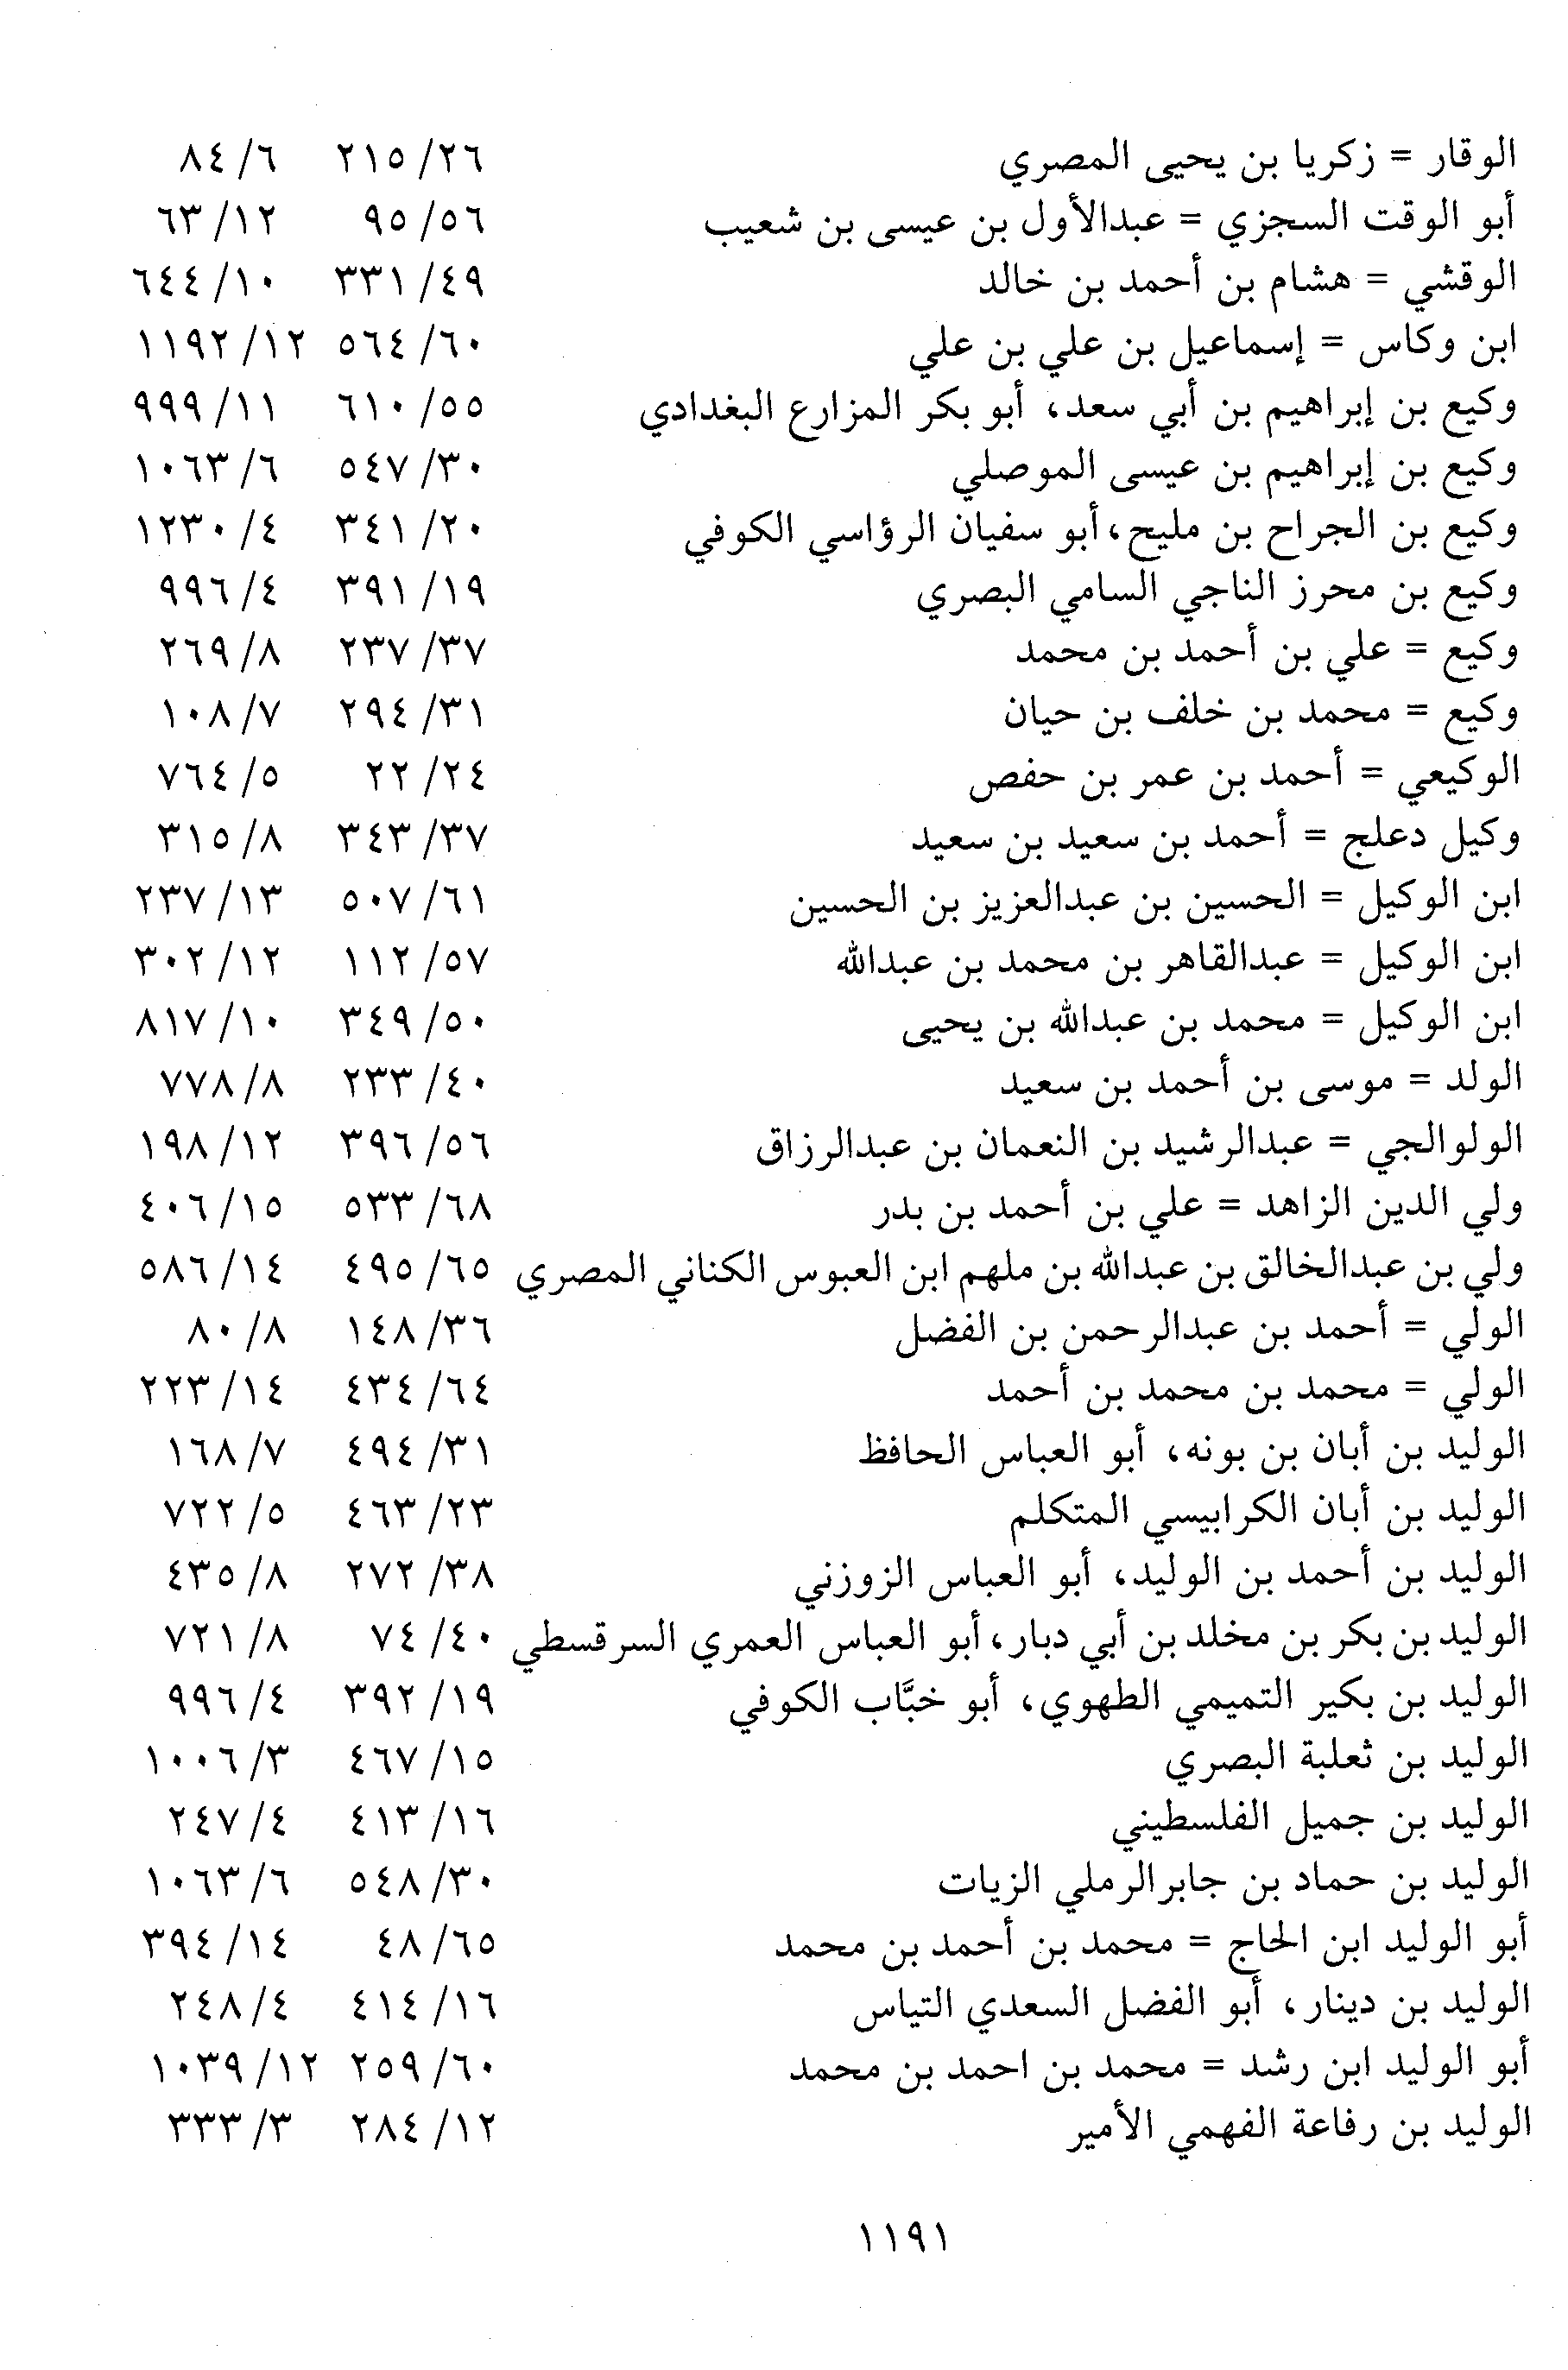 الوقار = زكريا بن يحيى المصري ٢٦/ ٢١٥ ٦/ ٨٤
أبو الوقت السجزي = عبدالأول بن عيسى بن شعيب ٥٦/ ٩٥ ١٢/ ٦٣
الوقشي = هشام بن أحمد بن خالد ٤٩/ ٣٣١ ١٠/ ٦٤٤
ابن وكاس = إسماعيل بن علي بن علي ٦٠/ ٥٦٤ ١٢/ ١١٩٢
وكيع بن إبراهيم بن أبي سعد، أبو بكر المزارع البغدادي ٥٥/ ٦١٠ ١١/ ٩٩٩
وكيع بن إبراهيم بن عيسى الموصلي ٣٠/ ٥٤٧ ٦/ ١٠٦٣
وكيع بن الجراح بن مليح، أبو سفيان الرؤاسي الكوفي ٢٠/ ٣٤١ ٤/ ١٢٣٠
وكيع بن محرز الناجي السامي البصري ١٩/ ٣٩١ ٤/ ٩٩٦
وكيع = علي بن أحمد بن محمد ٣٧/ ٢٣٧ ٨/ ٢٦٩
وكيع = محمد بن خلف بن حيان ٣١/ ٢٩٤ ٧/ ١٠٨
الوكيعي = أحمد بن عمر بن حفص ٢٤/ ٢٢ ٥/ ٧٦٤
وكيل دعلج = أحمد بن سعيد بن سعيد ٣٧/ ٣٤٣ ٨/ ٣١٥
ابن الوكيل = الحسين بن عبدالعزيز بن الحسين ٦١/ ٥٠٧ ١٣/ ٢٣٧
ابن الوكيل = عبدالقاهر بن محمد بن عبدالله ٥٧/ ١١٢ ١٢/ ٣٠٢
ابن الوكيل = محمد بن عبدالله بن يحيى ٥٠/ ٣٤٩ ١٠/ ٨١٧
الولد = موسى بن أحمد بن سعيد ٤٠/ ٢٣٣ ٨/ ٧٧٨
الولوالجي = عبدالرشيد بن النعمان بن عبدالرزاق ٥٦/ ٣٩٦ ١٢/ ١٩٨
ولي الدين الزاهد = علي بن أحمد بن بدر ٦٨/ ٥٣٣ ١٥/ ٤٠٦
ولي بن عبدالخالق بن عبدالله بن ملهم ابن العبوس الكناني المصري ٦٥/ ٤٩٥ ١٤/ ٥٨٦
الولي = أحمد بن عبدالرحمن بن الفضل ٣٦/ ١٤٨ ٨/ ٨٠
الولي = محمد بن محمد بن أحمد ٦٤/ ٤٣٤ ١٤/ ٢٢٣
الوليد بن أبان بن بونه، أبو العباس الحافظ ٣١/ ٤٩٤ ٧/ ١٦٨
الوليد بن أبان الكرابيسي المتكلم ٢٣/ ٤٦٣ ٥/ ٧٢٢
الوليد بن أحمد بن الوليد، أبو العباس الزوزني ٣٨/ ٢٧٢ ٨/ ٤٣٥
الوليد بن بكر بن مخلد بن أبي دبار، أبو العباس العمري السرقسطي ٤٠/ ٧٤ ٨/ ٧٢١
الوليد بن بكير التميمي الطهوي، أبو خبَّاب الكوفي ١٩/ ٣٩٢ ٤/ ٩٩٦
الوليد بن ثعلبة البصري ١٥/ ٤٦٧ ٣/ ١٠٠٦
الوليد بن جميل الفلسطيني ١٦/ ٤١٣ ٤/ ٢٤٧
الوليد بن حماد بن جابر الرملي الزيات ٣٠/ ٥٤٨ ٦/ ١٠٦٣
أبو الوليد ابن الحاج = محمد بن أحمد بن محمد ٦٥/ ٤٨ ١٤/ ٣٩٤
الوليد بن دينار، أبو الفضل السعدي التياس ١٦/ ٤١٤ ٤/ ٢٤٨
أبو الوليد ابن رشد = محمد بن احمد بن محمد ٦٠/ ٢٥٩ ١٢/ ١٠٣٩
الوليد بن رفاعة الفهمي الأمير ١٢/ ٢٨٤ ٣/ ٣٣٣
١١٩١